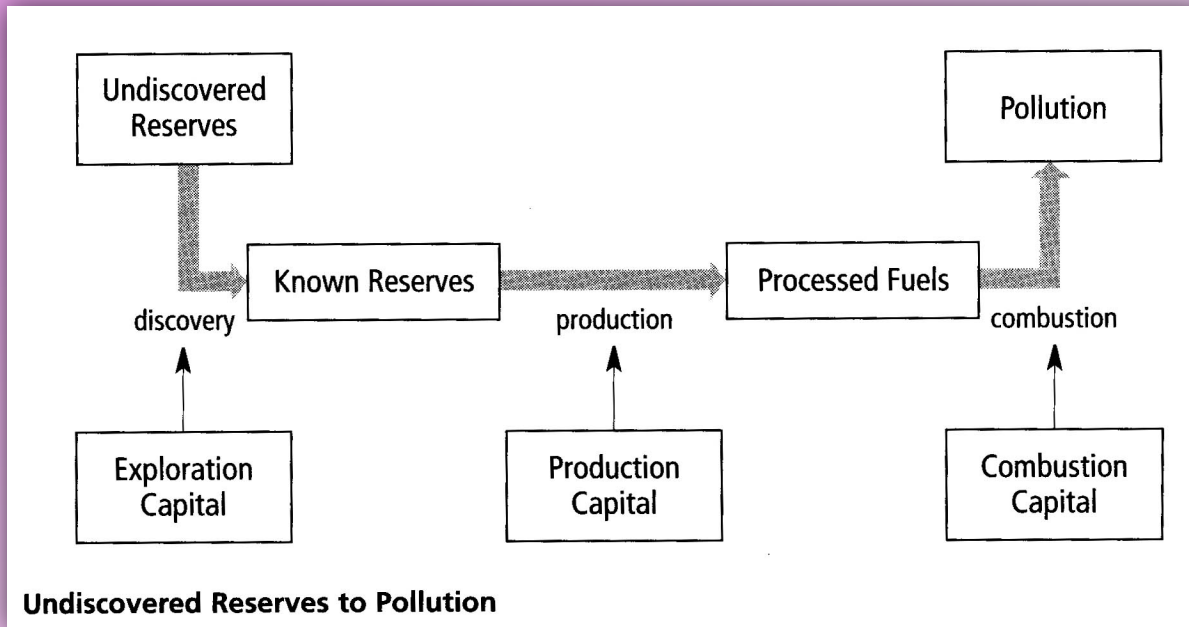 Undiscovered
Reserves
Pollution
Known Reserves
Processed Fuels
discovery
production
combustion
Exploration
Capital
Production
Capital
Combustion
Capital
Undiscovered Reserves to Pollution